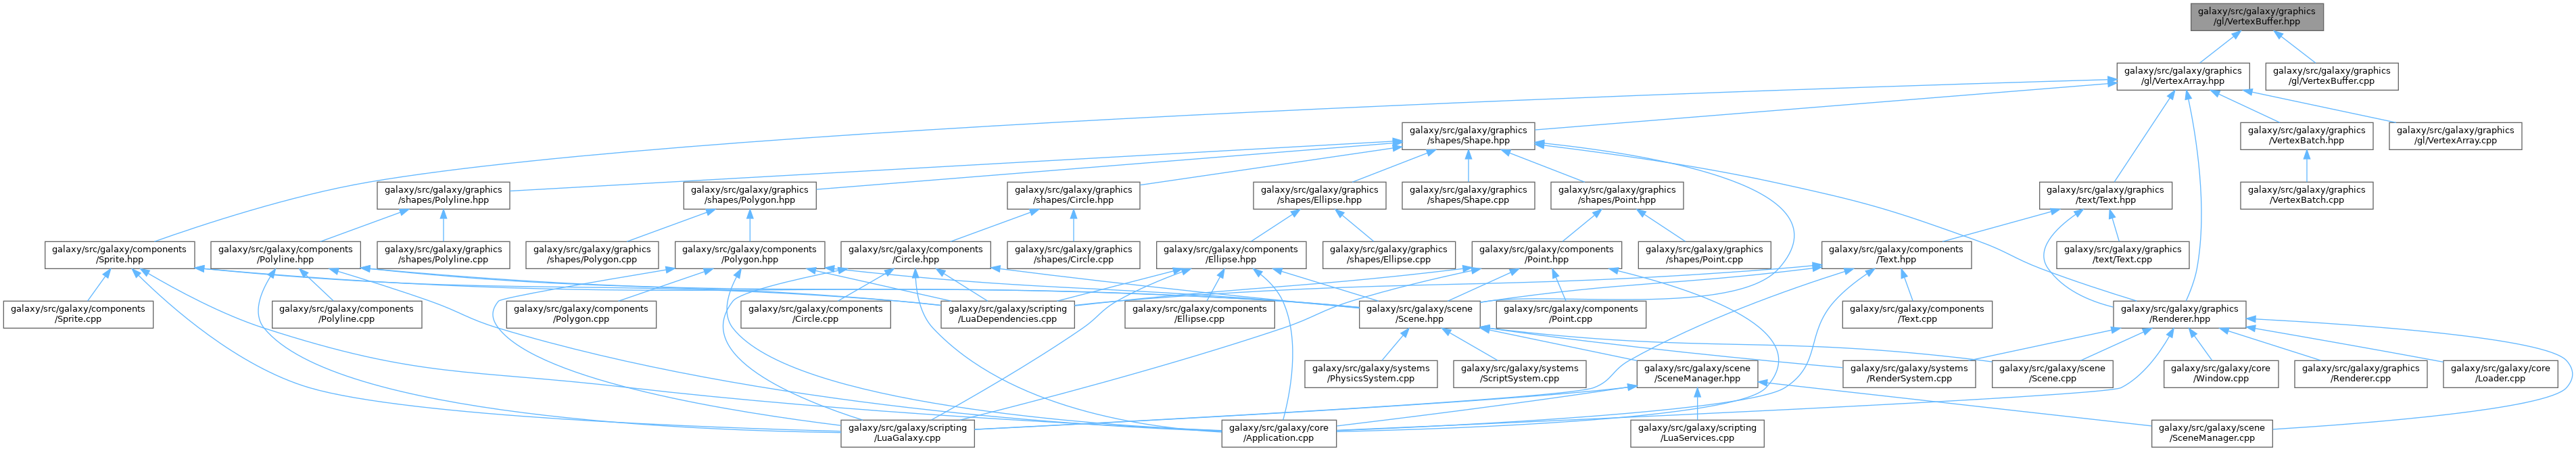 galaxy/src/galaxy/graphics
/gl/VertexBuffer.hpp
galaxy/src/galaxy/graphics
/gl/VertexArray.hpp
galaxy/src/galaxy/graphics
/gl/VertexBuffer.cpp
galaxy/src/galaxy/graphics
/shapes/Shape.hpp
galaxy/src/galaxy/graphics
/VertexBatch.hpp
galaxy/src/galaxy/graphics
/gl/VertexArray.cpp
galaxy/src/galaxy/graphics
/shapes/Polyline.hpp
galaxy/src/galaxy/graphics
/shapes/Polygon.hpp
galaxy/src/galaxy/graphics
/shapes/Circle.hpp
galaxy/src/galaxy/graphics
/shapes/Ellipse.hpp
galaxy/src/galaxy/graphics
/shapes/Shape.cpp
galaxy/src/galaxy/graphics
/shapes/Point.hpp
galaxy/src/galaxy/graphics
/text/Text.hpp
galaxy/src/galaxy/graphics
/VertexBatch.cpp
galaxy/src/galaxy/components
/Sprite.hpp
galaxy/src/galaxy/components
/Polyline.hpp
galaxy/src/galaxy/graphics
/shapes/Polyline.cpp
galaxy/src/galaxy/graphics
/shapes/Polygon.cpp
galaxy/src/galaxy/components
/Polygon.hpp
galaxy/src/galaxy/components
/Circle.hpp
galaxy/src/galaxy/graphics
/shapes/Circle.cpp
galaxy/src/galaxy/components
/Ellipse.hpp
galaxy/src/galaxy/graphics
/shapes/Ellipse.cpp
galaxy/src/galaxy/components
/Point.hpp
galaxy/src/galaxy/graphics
/shapes/Point.cpp
galaxy/src/galaxy/components
/Text.hpp
galaxy/src/galaxy/graphics
/text/Text.cpp
galaxy/src/galaxy/components
/Sprite.cpp
galaxy/src/galaxy/components
/Polyline.cpp
galaxy/src/galaxy/components
/Polygon.cpp
galaxy/src/galaxy/components
/Circle.cpp
galaxy/src/galaxy/scripting
/LuaDependencies.cpp
galaxy/src/galaxy/components
/Ellipse.cpp
galaxy/src/galaxy/scene
/Scene.hpp
galaxy/src/galaxy/components
/Point.cpp
galaxy/src/galaxy/components
/Text.cpp
galaxy/src/galaxy/graphics
/Renderer.hpp
galaxy/src/galaxy/systems
/PhysicsSystem.cpp
galaxy/src/galaxy/systems
/ScriptSystem.cpp
galaxy/src/galaxy/scene
/SceneManager.hpp
galaxy/src/galaxy/systems
/RenderSystem.cpp
galaxy/src/galaxy/scene
/Scene.cpp
galaxy/src/galaxy/core
/Window.cpp
galaxy/src/galaxy/graphics
/Renderer.cpp
galaxy/src/galaxy/core
/Loader.cpp
galaxy/src/galaxy/scripting
/LuaGalaxy.cpp
galaxy/src/galaxy/core
/Application.cpp
galaxy/src/galaxy/scripting
/LuaServices.cpp
galaxy/src/galaxy/scene
/SceneManager.cpp